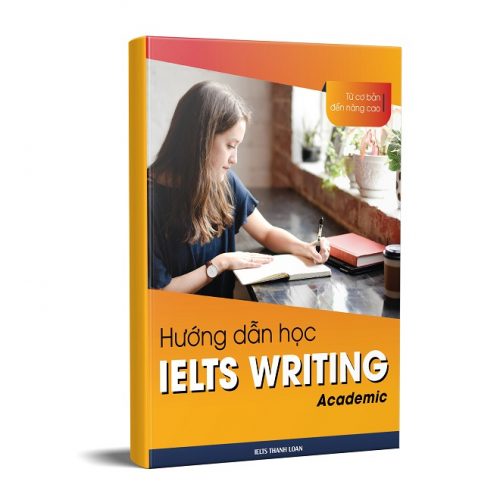 Từ cơ bản
đến nâng cao
Hướng dẫn học
IELTS WRITING
Academic
IELTS THANH LOAN